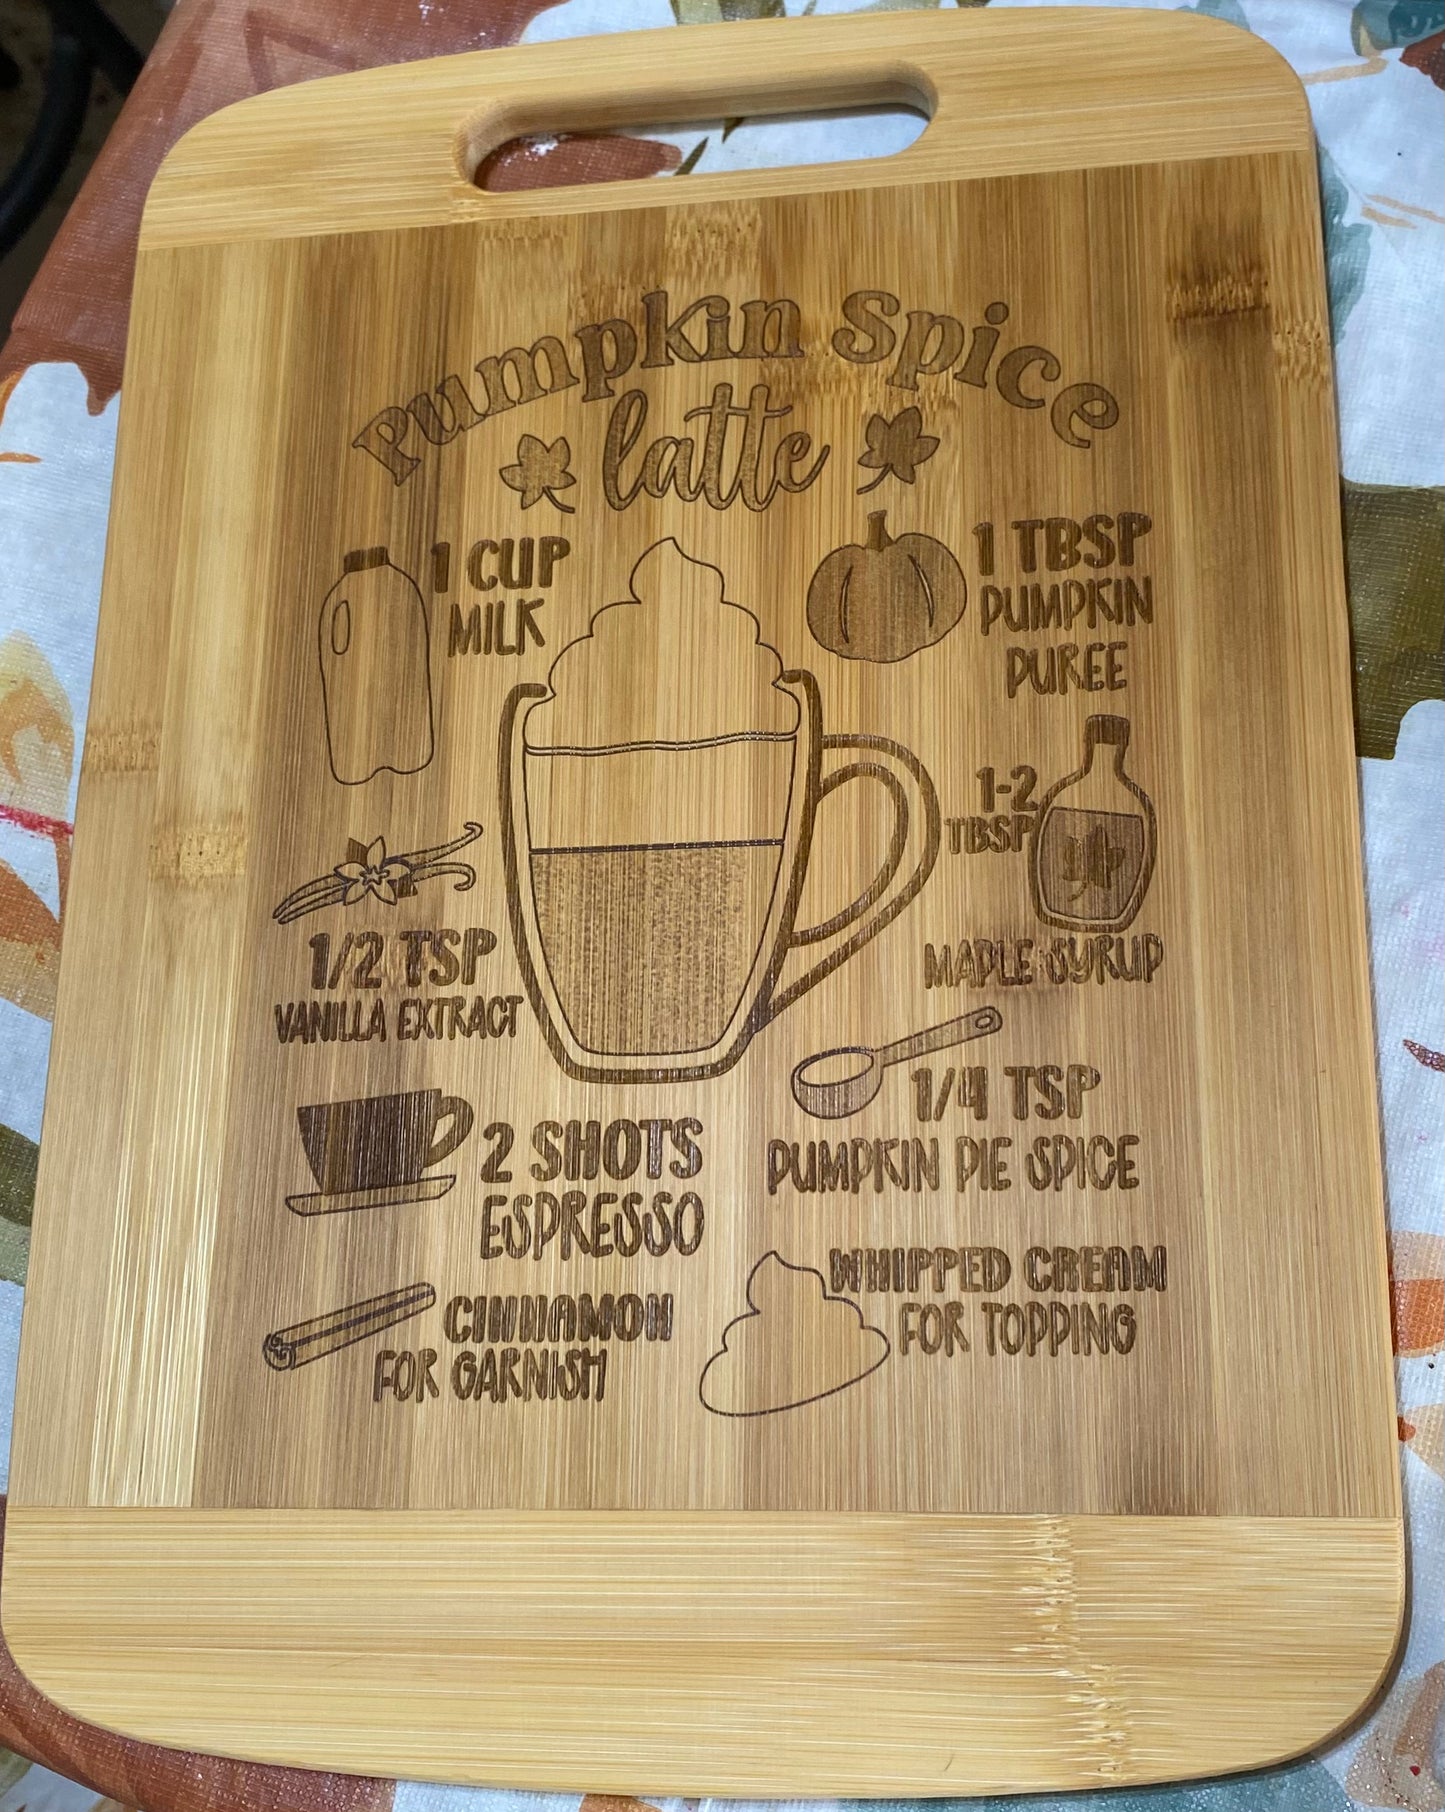 Pumpkin Spice
latte
1 CUP
MILK
1 TBSP
PUMPKIN
PUREE
1-2
TBSP
MAPLE SYRUP
1/2 TSP
VANILLA EXTRACT
1/4 TSP
PUMPKIN PIE SPICE
2 SHOTS
ESPRESSO
WHIPPED CREAM
FOR TOPPING
CINNAMON
FOR GARNISH